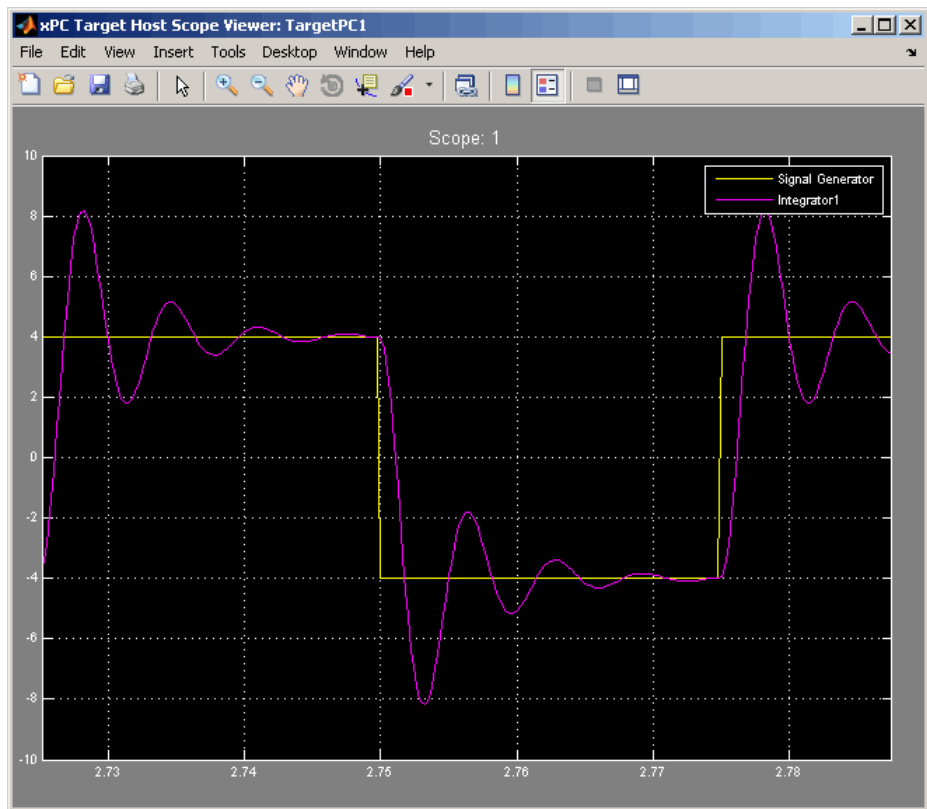 xPC Target Host Scope Viewer: TargetPC1
File Edit View Insert Tools Desktop Window Help
Scope: 1
Signal Generator
Integrator1
10
8
6
4
2
0
-2
-4
-6
-8
-10
2.73 2.74 2.75 2.76 2.77 2.78